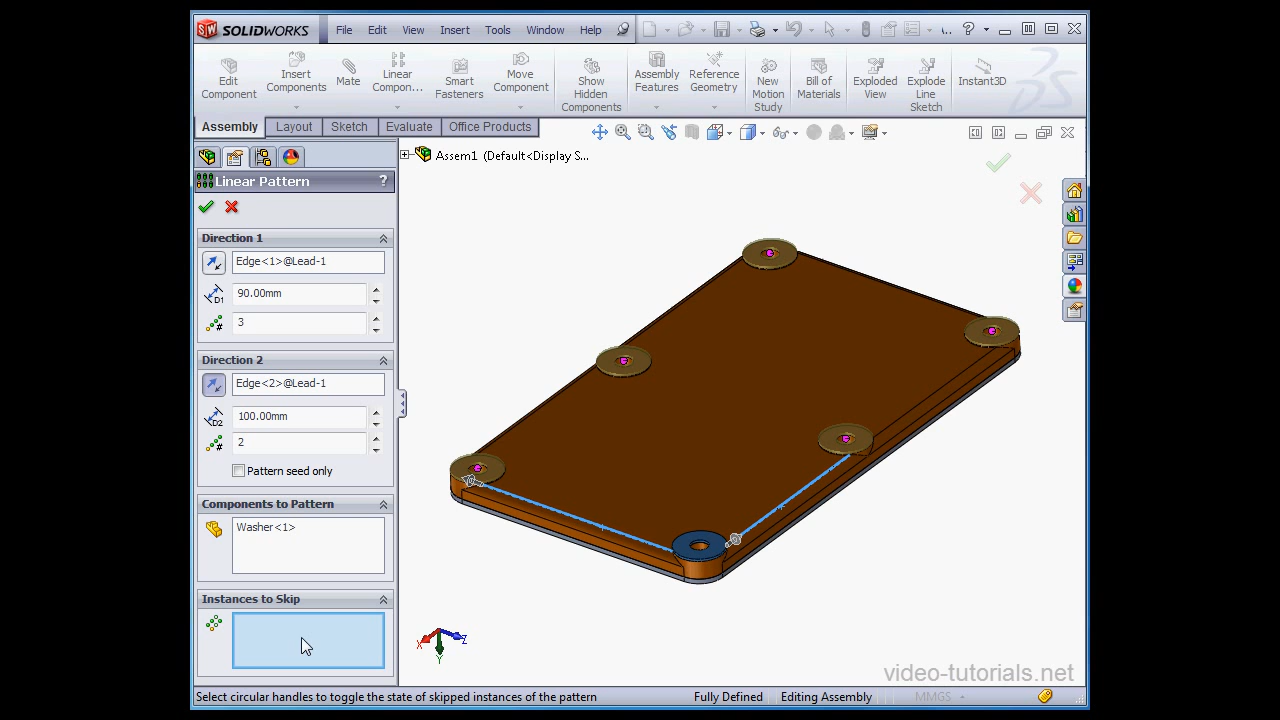 SW SOLIDWORKS File Edit View Insert Tools Window Help ?
Edit Component
Insert Components
Mate
Linear Compon...
Smart Fasteners
Move Component
Show Hidden Components
Assembly Features
Reference Geometry
New Motion Study
Bill of Materials
Exploded View
Explode Line Sketch
Instant3D
Assembly Layout Sketch Evaluate Office Products
Assem1 (Default<Display S...
Linear Pattern ?
Direction 1
Edge<1>@Lead-1
D1 90.00mm
# 3
Direction 2
Edge<2>@Lead-1
D2 100.00mm
# 2
Pattern seed only
Components to Pattern
Washer<1>
Instances to Skip
X Y Z
video-tutorials.net
Select circular handles to toggle the state of skipped instances of the pattern Fully Defined Editing Assembly MMGS